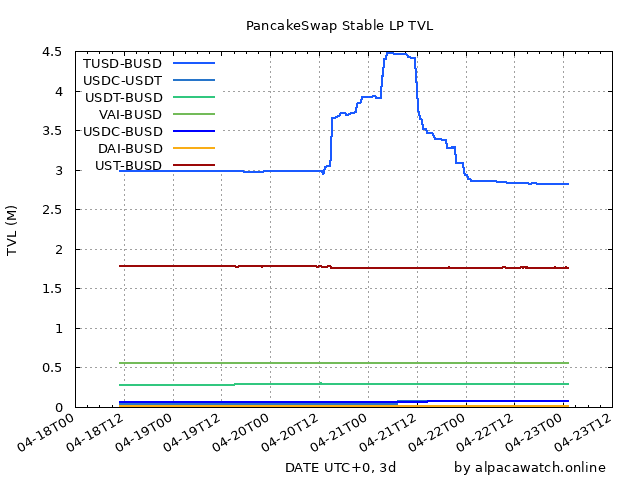 PancakeSwap Stable LP TVL
TUSD-BUSD
USDC-USDT
USDT-BUSD
VAI-BUSD
USDC-BUSD
DAI-BUSD
UST-BUSD
4.5
4
3.5
3
2.5
2
1.5
1
0.5
0
TVL (M)
04-18T00
04-18T12
04-19T00
04-19T12
04-20T00
04-20T12
04-21T00
04-21T12
04-22T00
04-22T12
04-23T00
04-23T12
DATE UTC+0, 3d
by alpacawatch.online